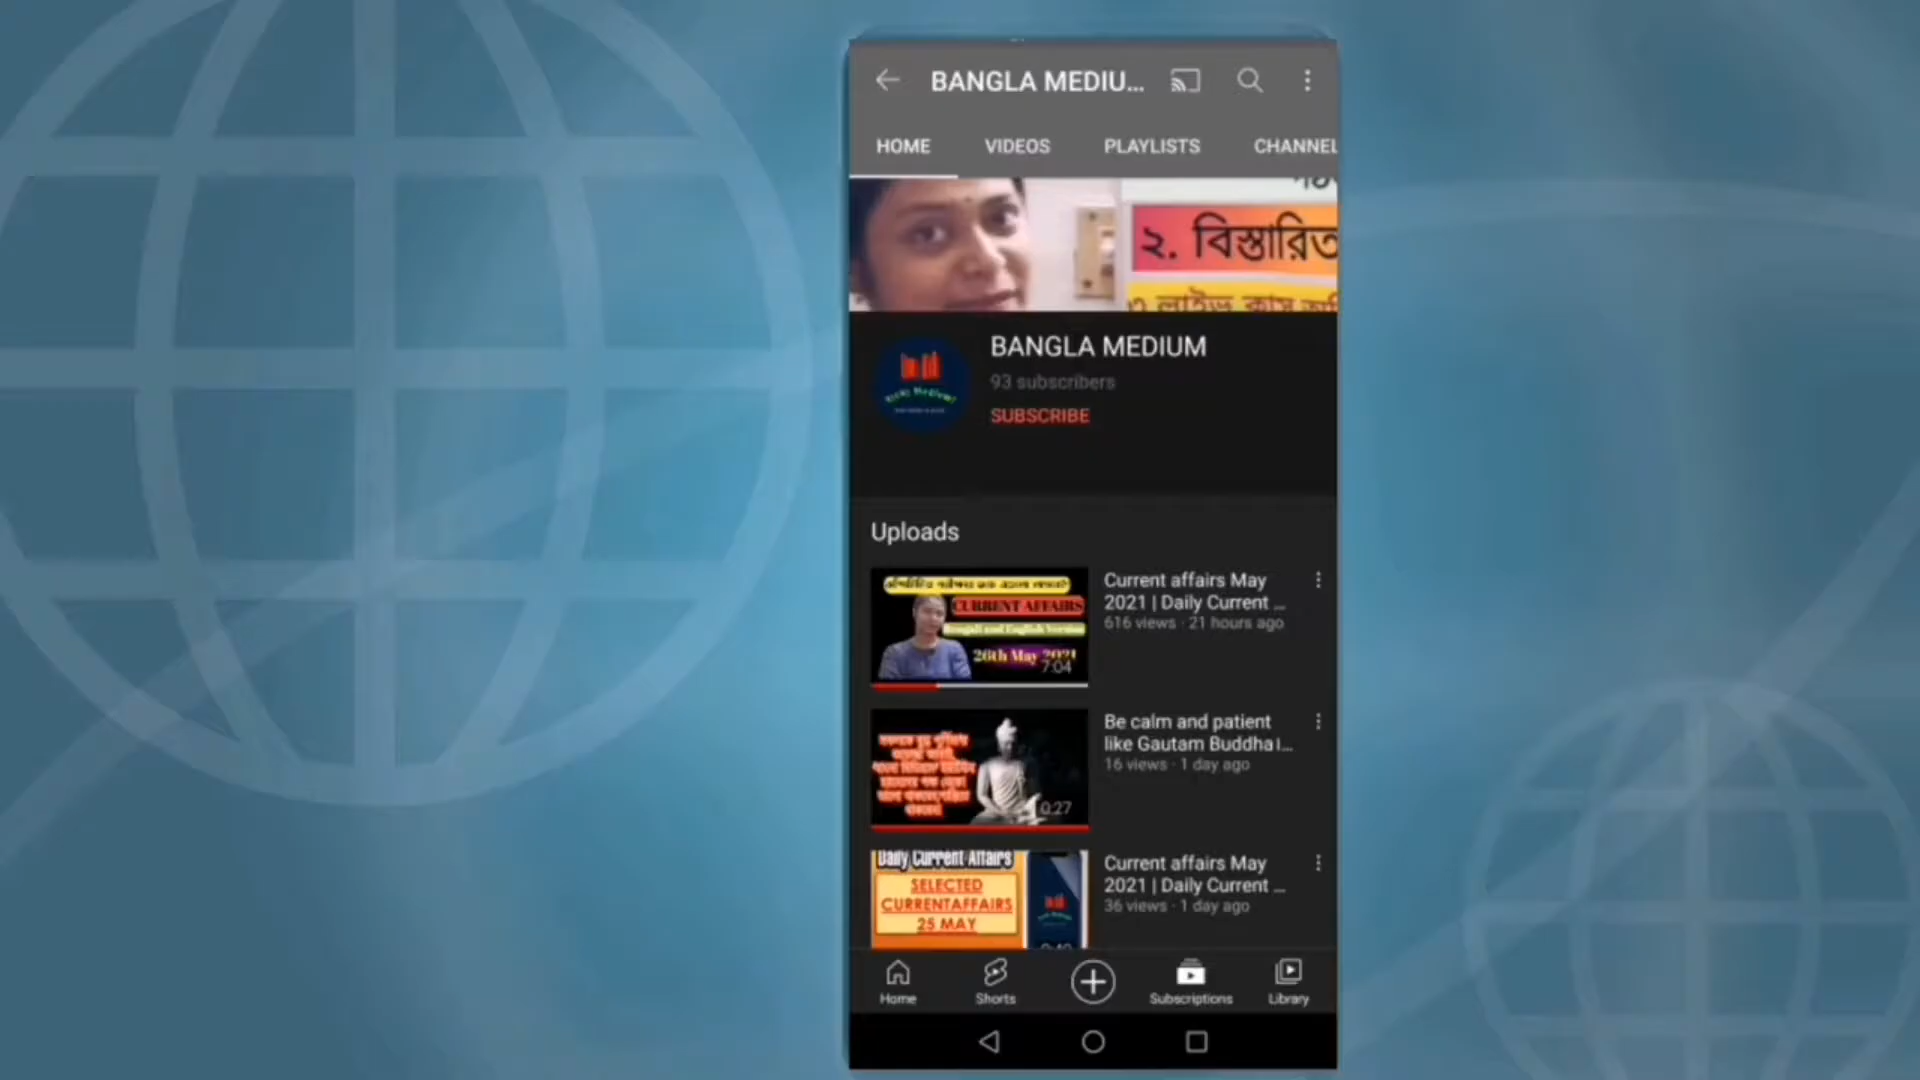 BANGLA MEDIU...
HOME
VIDEOS
PLAYLISTS
CHANNEL
২. বিস্তারিত
BANGLA MEDIUM
93 subscribers
SUBSCRIBE
Uploads
CURRENT AFFAIRS
Bengali and English version
26th May 2021
7:04
Current affairs May
2021 | Daily Current ...
616 views · 21 hours ago
0:27
Be calm and patient
like Gautam Buddha।...
16 views · 1 day ago
Daily Current Affairs
SELECTED
CURRENTAFFAIRS
25 MAY
Current affairs May
2021 | Daily Current ...
36 views · 1 day ago
Home
Shorts
Subscriptions
Library